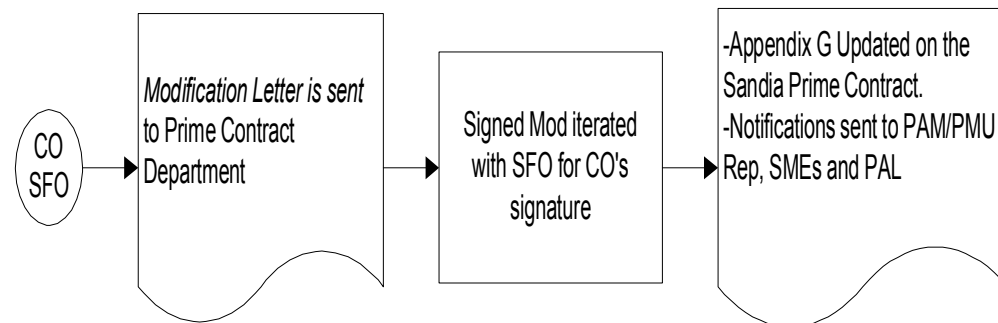 CO
SFO
Modification Letter is sent
to Prime Contract
Department
Signed Mod iterated
with SFO for CO's
signature
-Appendix G Updated on the
Sandia Prime Contract.
-Notifications sent to PAM/PMU
Rep, SMEs and PAL